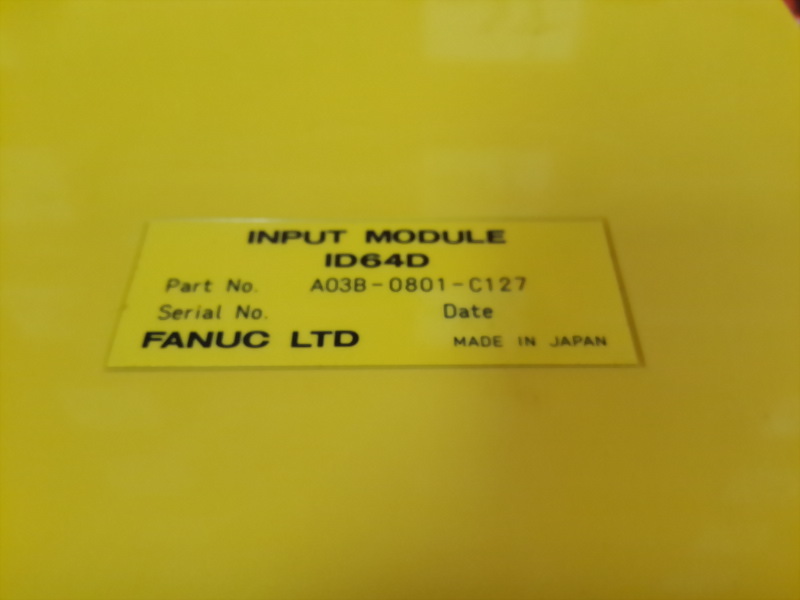 INPUT MODULE
ID64D
Part No. A03B-0801-C127
Serial No. Date
FANUC LTD MADE IN JAPAN